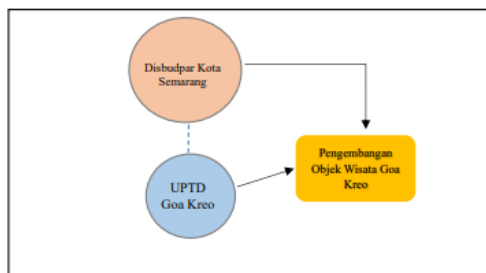 Disbudpar Kota
Semarang
UPTD
Goa Kreo
Pengembangan
Objek Wisata Goa
Kreo